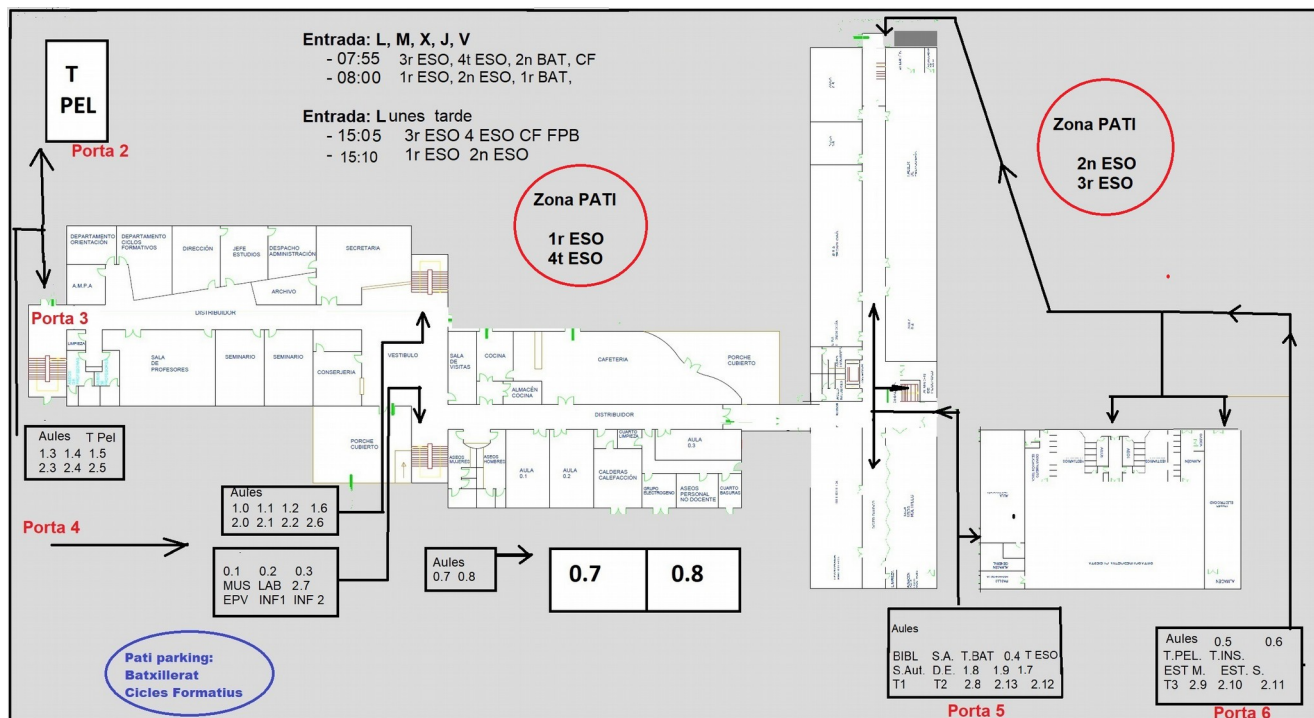 Entrada: L, M, X, J, V
- 07:55 3r ESO, 4t ESO, 2n BAT, CF
- 08:00 1r ESO, 2n ESO, 1r BAT,
Entrada: Lunes tarde
- 15:05 3r ESO 4 ESO CF FPB
- 15:10 1r ESO 2n ESO
T
PEL
Porta 2
Zona PATI
1r ESO
4t ESO
Zona PATI
2n ESO
3r ESO
DEPARTAMENTO
ORIENTACIÓN
DEPARTAMENTO
CICLOS
FORMATIVOS
DIRECCIÓN
JEFE
ESTUDIOS
DESPACHO
ADMINISTRACIÓN
SECRETARIA
A.M.P.A
ARCHIVO
Porta 3
DISTRIBUIDOR
LIMPIEZA
SALA
DE
PROFESORES
SEMINARIO
SEMINARIO
CONSERJERIA
VESTIBULO
SALA
DE
VISITAS
COCINA
ALMACÉN
COCINA
CAFETERIA
PORCHE
CUBIERTO
DISTRIBUIDOR
PORCHE
CUBIERTO
ASEOS
MUJERES
ASEOS
HOMBRES
AULA
0.1
AULA
0.2
CUARTO
LIMPIEZA
CALDERAS
CALEFACCIÓN
AULA
0.3
GRUPO
ELECTROGENO
ASEOS
PERSONAL
NO DOCENTE
CUARTO
BASURAS
Aules T Pel
1.3 1.4 1.5
2.3 2.4 2.5
Aules
1.0 1.1 1.2 1.6
2.0 2.1 2.2 2.6
Porta 4
0.1 0.2 0.3
MUS LAB 2.7
EPV INF1 INF 2
Aules
0.7 0.8
0.7
0.8
Pati parking:
Batxillerat
Cicles Formatius
Aules
BIBL S.A. T.BAT 0.4 T ESO
S.Aut. D.E. 1.8 1.9 1.7
T1 T2 2.8 2.13 2.12
Porta 5
Aules 0.5 0.6
T.PEL. T.INS.
EST M. EST. S.
T3 2.9 2.10 2.11
Porta 6